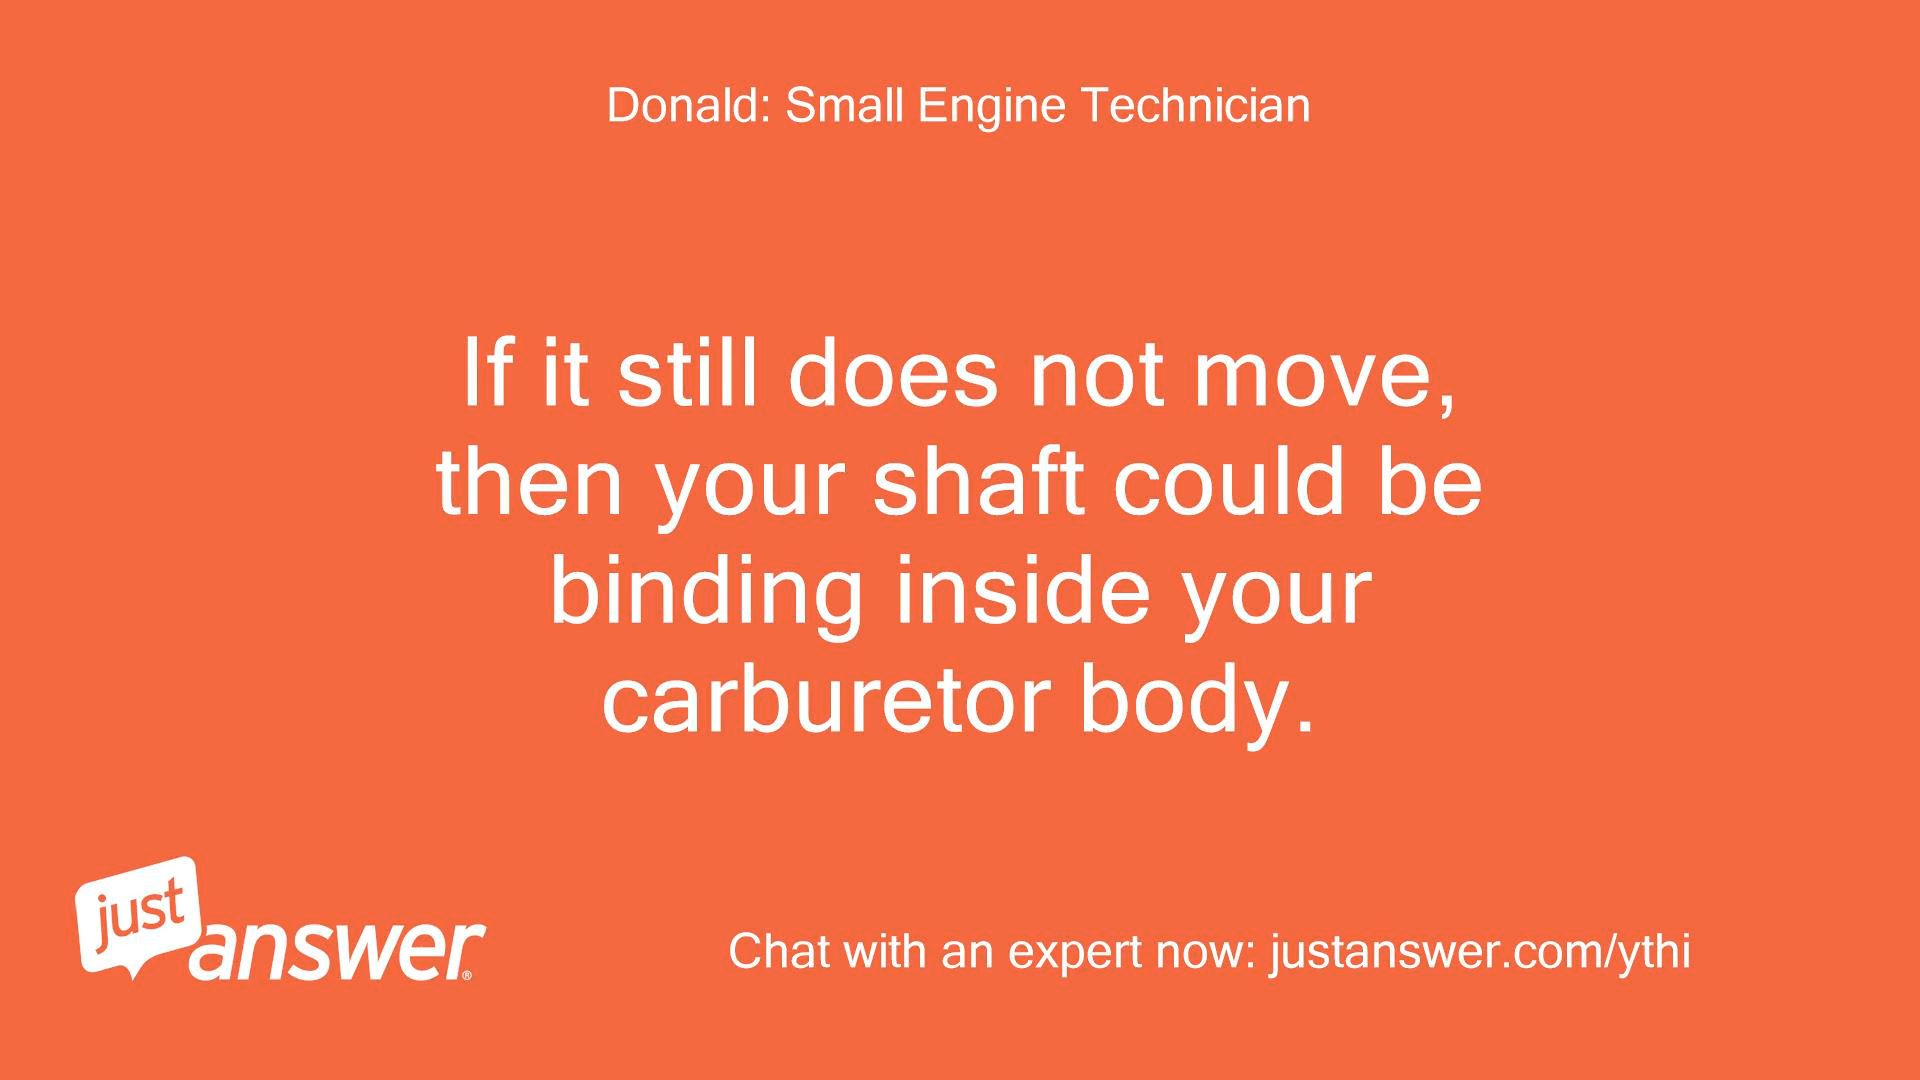 Donald: Small Engine Technician
If it still does not move,
then your shaft could be
binding inside your
carburetor body.
just
answer®
Chat with an expert now: justanswer.com/ythi